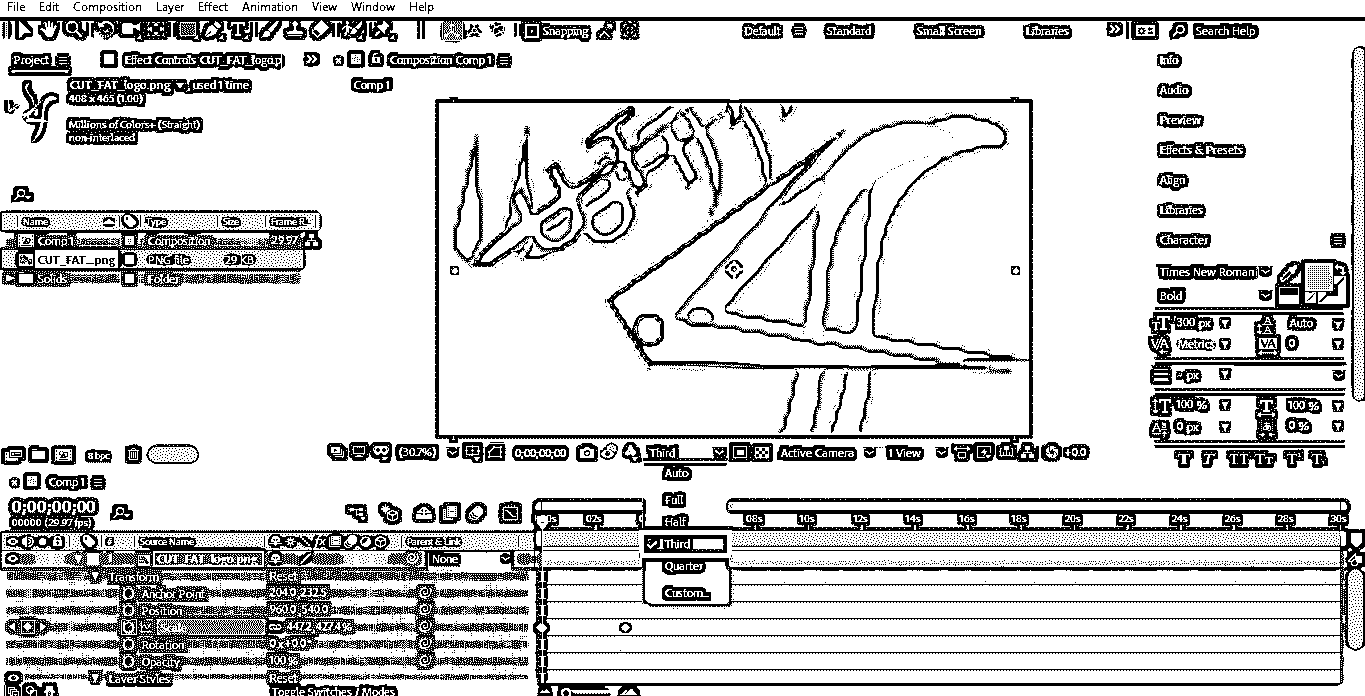 File Edit Composition Layer Effect Animation View Window Help
Snapping Default Standard Small Screen Libraries Search Help
Project Effect Controls CUT_FAT_logo.p Composition Comp 1
CUT_FAT_logo.png , used 1 time
408 x 465 (1.00)
Millions of Colors+ (Straight)
non-interlaced
Comp 1
Info
Audio
Preview
Effects & Presets
Align
Libraries
Character
Times New Roman
Bold
300 px Auto
Metrics 0
- px
100 % 100 %
0 px 0 %
Name Type Size Frame R...
Comp 1 Composition 29.97
CUT_FAT_...png PNG file 29 KB
Solids Folder
8 bpc
(30.7%) 0;00;00;00 Third Active Camera 1 View +0.0
Auto
Full
Half
Third
Quarter
Custom...
Comp 1
0;00;00;00
00000 (29.97 fps)
02s 08s 10s 12s 14s 16s 18s 20s 22s 24s 26s 28s 30s
# Source Name Parent & Link
CUT_FAT_logo.png None
Transform Reset
Anchor Point 204.0, 232.5
Position 960.0, 540.0
Scale
Rotation
Opacity 100 %
Layer Styles Reset
Toggle Switches / Modes